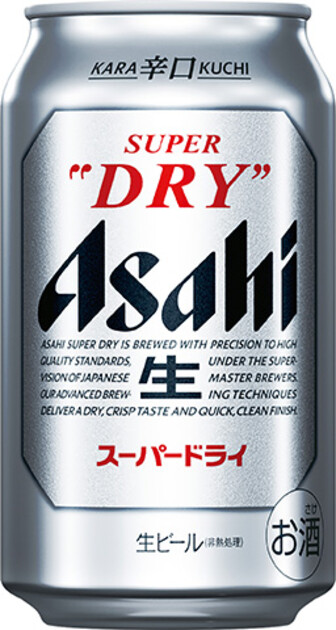 KARA 辛口 KUCHI
SUPER
"DRY"
Asahi
ASAHI SUPER DRY IS BREWED WITH PRECISION TO HIGH
QUALITY STANDARDS, UNDER THE SUPER-
VISION OF JAPANESE MASTER BREWERS.
OUR ADVANCED BREW- ING TECHNIQUES
DELIVER A DRY, CRISP TASTE AND QUICK, CLEAN FINISH.
生
スーパードライ
生ビール(非熱処理)
さけ
お酒